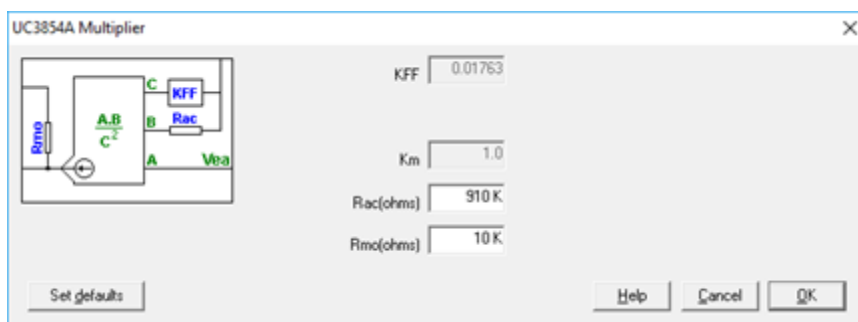 UC3854A Multiplier
C
KFF
B
Rac
A.B
C²
Rmo
A
Vea
KFF
0.01763
Km
1.0
Rac(ohms)
910 K
Rmo(ohms)
10 K
Set defaults
Help
Cancel
OK